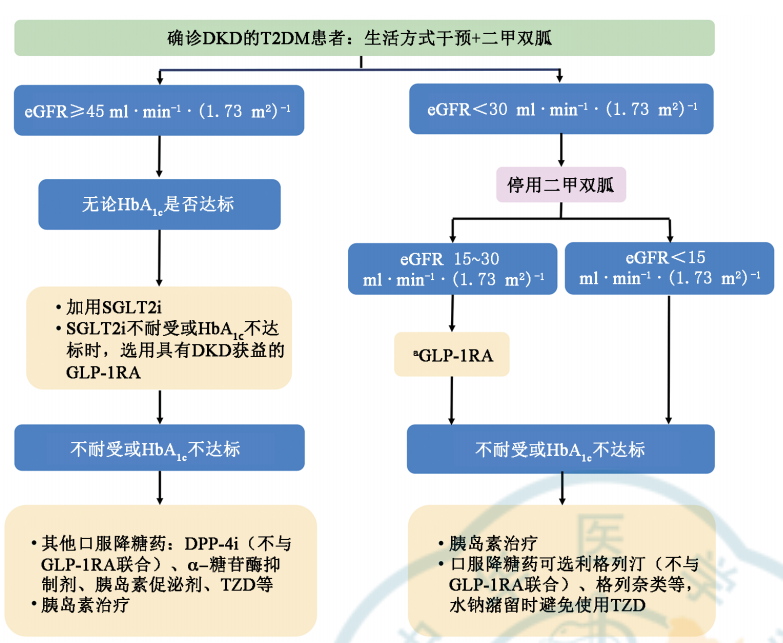 确诊DKD的T2DM患者：生活方式干预+二甲双胍
eGFR≥45 ml·min⁻¹·(1.73 m²)⁻¹
eGFR<30 ml·min⁻¹·(1.73 m²)⁻¹
无论HbA1c是否达标
停用二甲双胍
eGFR 15~30
ml·min⁻¹·(1.73 m²)⁻¹
eGFR<15
ml·min⁻¹·(1.73 m²)⁻¹
•加用SGLT2i
•SGLT2i不耐受或HbA1c不达
标时，选用具有DKD获益的
GLP-1RA
ᵃGLP-1RA
不耐受或HbA1c不达标
不耐受或HbA1c不达标
•其他口服降糖药：DPP-4i（不与
GLP-1RA联合）、α-糖苷酶抑
制剂、胰岛素促泌剂、TZD等
•胰岛素治疗
•胰岛素治疗
•口服降糖药可选利格列汀（不与
GLP-1RA联合）、格列奈类等，
水钠潴留时避免使用TZD
医
学